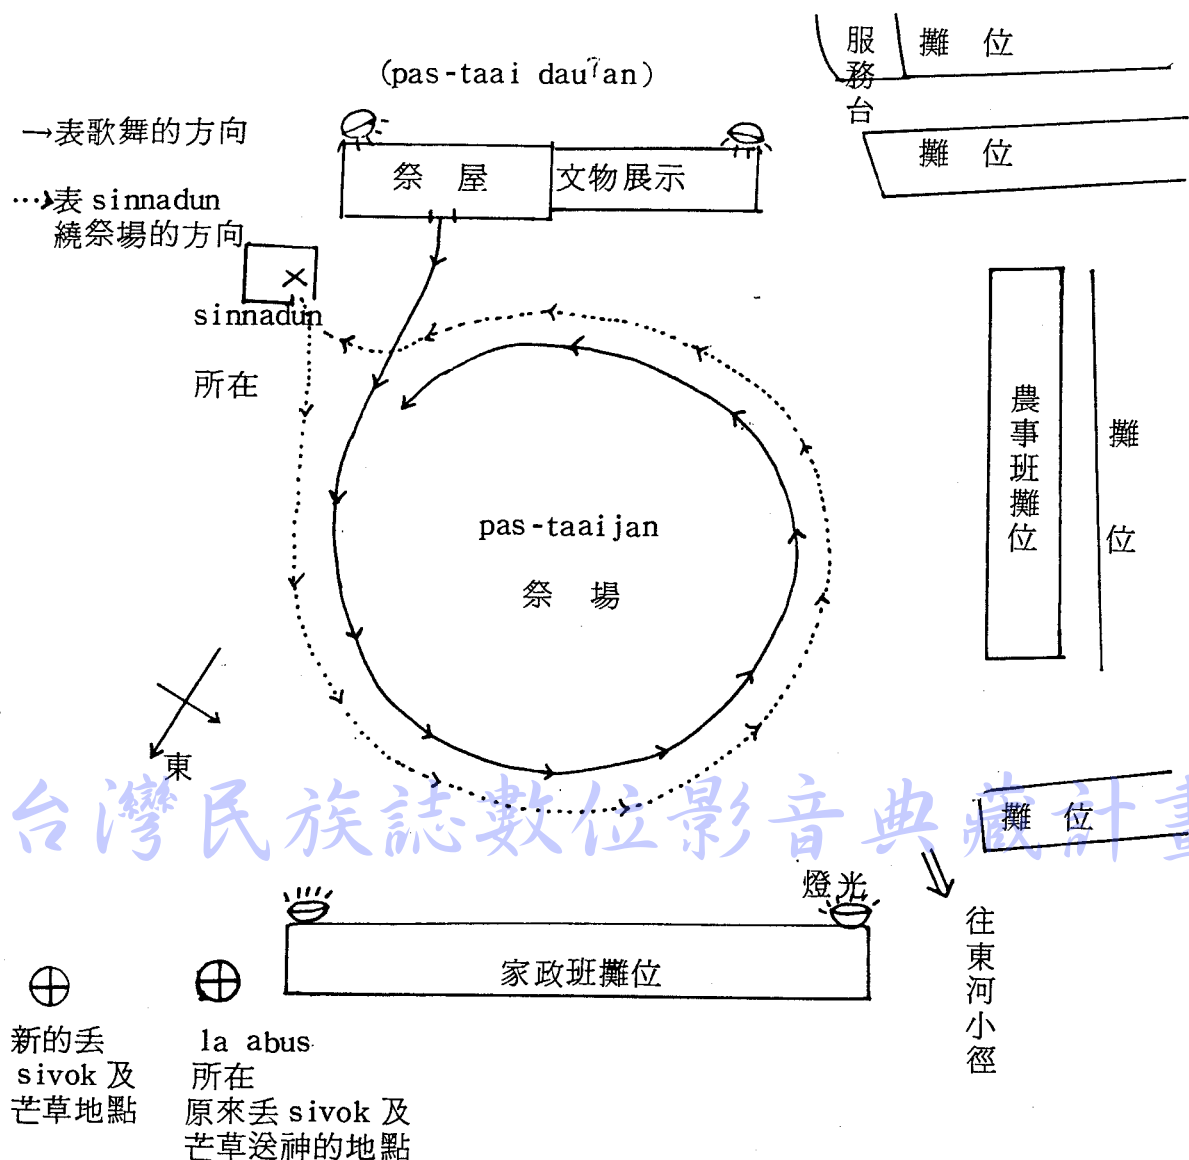 (pas-taai dauʔan)
→表歌舞的方向
····>表 sinnadun
繞祭場的方向
祭屋
文物展示
服務台
攤位
攤位
sinnadun
所在
pas-taaijan
祭場
農事班攤位
攤位
東
台灣民族誌數位影音典藏計畫
攤位
燈光
家政班攤位
往東河小徑
新的丟
sivok 及
芒草地點
la abus
所在
原來丟 sivok 及
芒草送神的地點